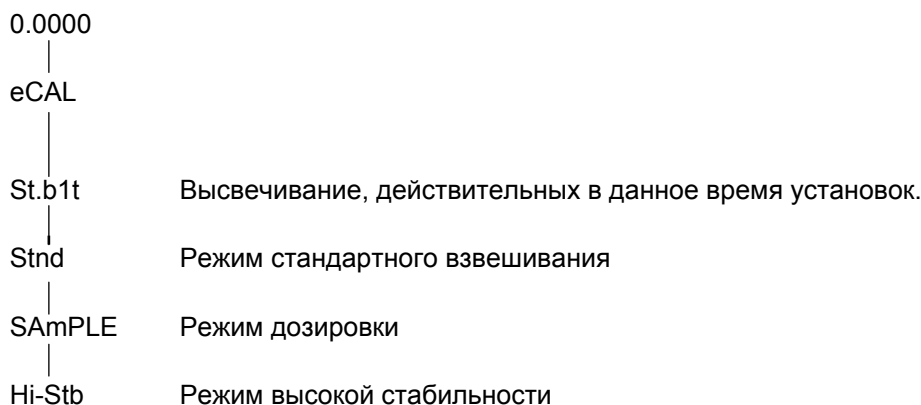 0.0000
eCAL
St.b1t Высвечивание, действительных в данное время установок.
Stnd Режим стандартного взвешивания
SAmPLE Режим дозировки
Hi-Stb Режим высокой стабильности